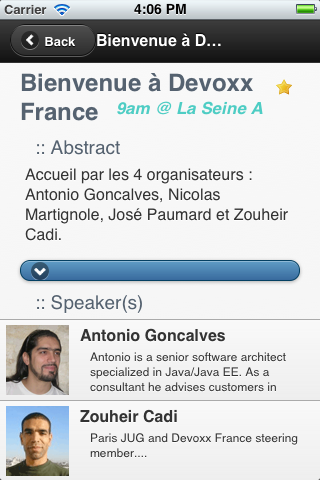 Carrier 4:06 PM
Back Bienvenue à D...
Bienvenue à Devoxx
France 9am @ La Seine A
:: Abstract
Accueil par les 4 organisateurs :
Antonio Goncalves, Nicolas
Martignole, José Paumard et Zouheir
Cadi.
:: Speaker(s)
Antonio Goncalves
Antonio is a senior software architect
specialized in Java/Java EE. As a
consultant he advises customers in
Zouheir Cadi
Paris JUG and Devoxx France steering
member....